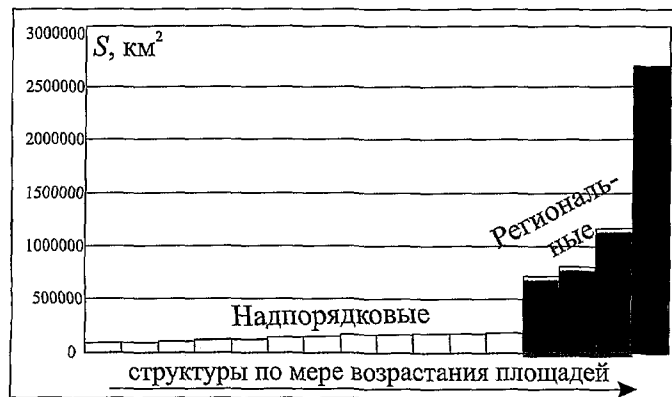 3000000
S, км²
2500000
2000000
1500000
1000000
500000
0
Региональ-
ные
Надпорядковые
структуры по мере возрастания площадей